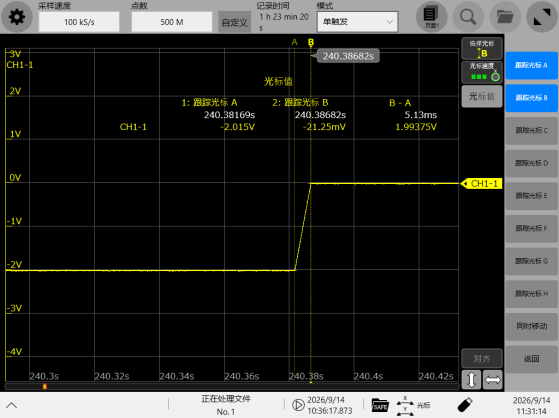 采样速度
点数
记录时间
模式
100 kS/s
500 M
自定义
1 h 23 min 20 s
单触发
页面1
3V
CH1-1
A
B
240.38682s
光标值
1: 跟踪光标 A
2: 跟踪光标 B
B - A
240.38169s
240.38682s
5.13ms
CH1-1
-2.015V
-21.25mV
1.99375V
2V
1V
0V
-1V
-2V
-3V
-4V
CH1-1
240.3s
240.32s
240.34s
240.36s
240.38s
240.4s
240.42s
选择光标
B
光标速度
光标值
对齐
跟踪光标 A
跟踪光标 B
跟踪光标 C
跟踪光标 D
跟踪光标 E
跟踪光标 F
跟踪光标 G
跟踪光标 H
同时移动
返回
正在处理文件
No. 1
2026/9/14
10:36:17.873
SAFE
X
Y
光标
2026/9/14
11:31:14